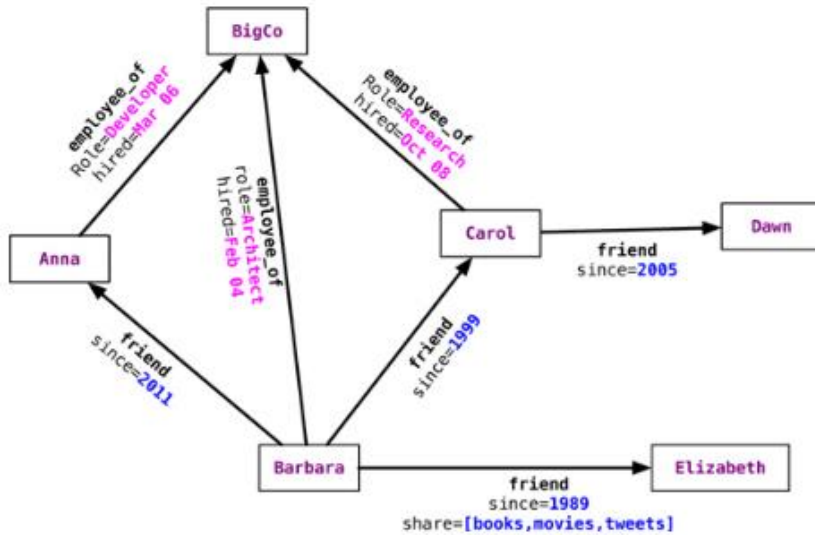 BigCo
employee_of
Role=Developer
hired=Mar 06
employee_of
role=Architect
hired=Feb 04
employee_of
Role=Research
hired=Oct 08
Anna
Carol
friend
since=2005
Dawn
friend
since=2011
friend
since=1999
Barbara
friend
since=1989
share=[books,movies,tweets]
Elizabeth